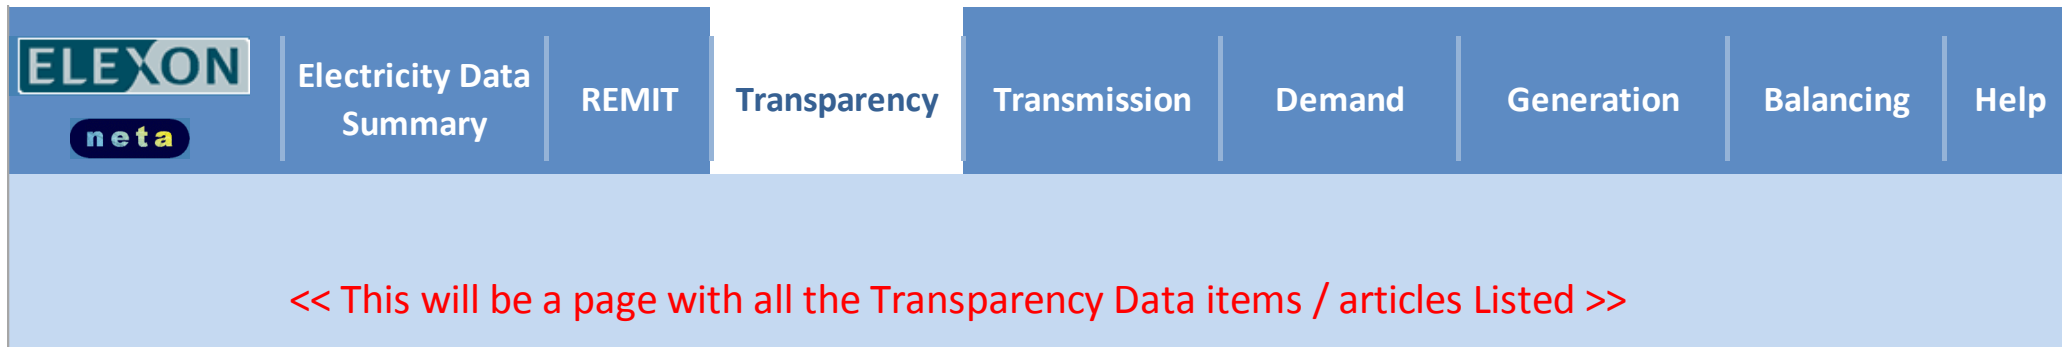 ELEXON
neta
Electricity Data
Summary
REMIT
Transparency
Transmission
Demand
Generation
Balancing
Help
<< This will be a page with all the Transparency Data items / articles Listed >>